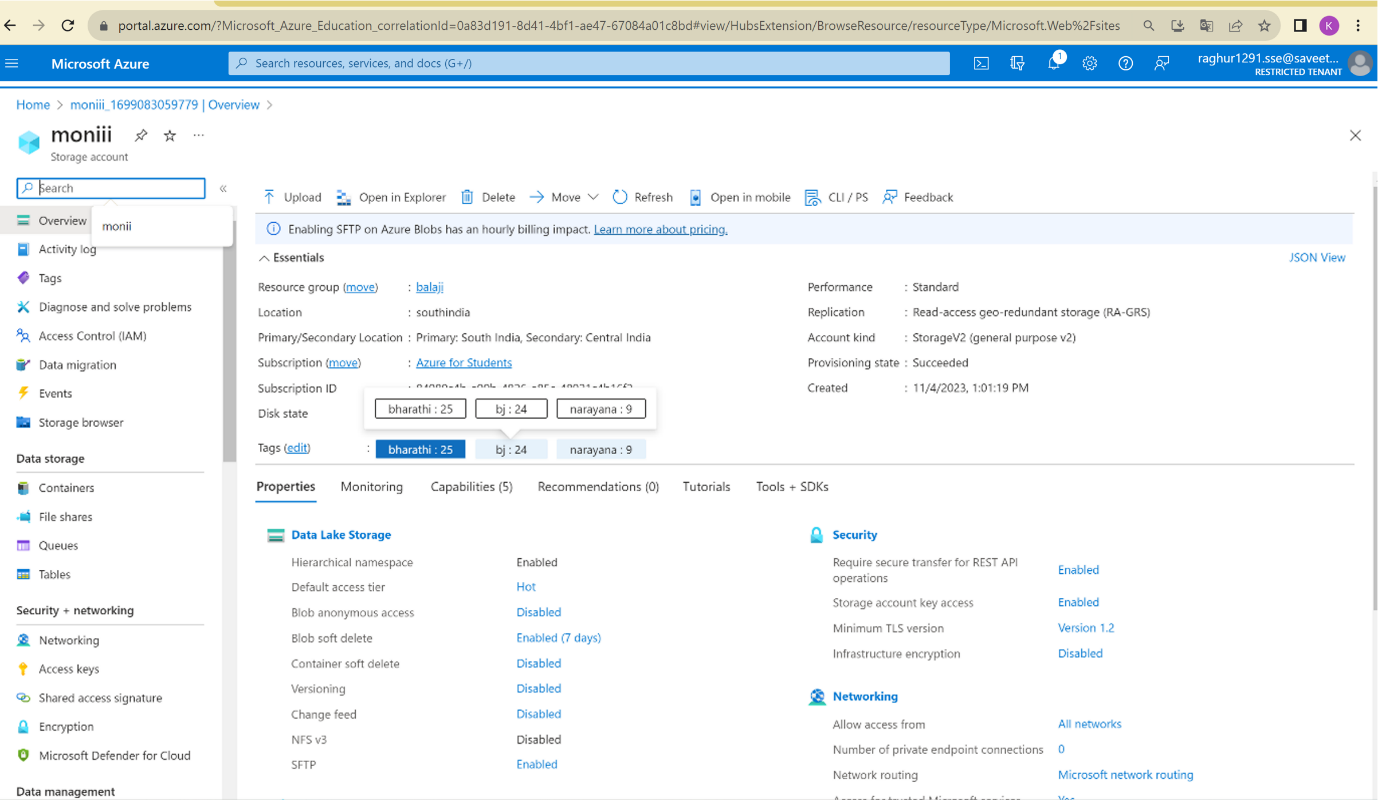 portal.azure.com/?Microsoft_Azure_Education_correlationId=0a83d191-8d41-4bf1-ae47-67084a01c8bd#view/HubsExtension/BrowseResource/resourceType/Microsoft.Web%2Fsites
K
Microsoft Azure
Search resources, services, and docs (G+/)
1
raghur1291.sse@saveet...
RESTRICTED TENANT
Home > moniii_1699083059779 | Overview >
moniii
Storage account
Search
monii
Overview
Activity log
Tags
Diagnose and solve problems
Access Control (IAM)
Data migration
Events
Storage browser
Data storage
Containers
File shares
Queues
Tables
Security + networking
Networking
Access keys
Shared access signature
Encryption
Microsoft Defender for Cloud
Data management
Upload Open in Explorer Delete Move Refresh Open in mobile CLI / PS Feedback
Enabling SFTP on Azure Blobs has an hourly billing impact. Learn more about pricing.
Essentials
JSON View
Resource group (move) : balaji
Location : southindia
Primary/Secondary Location : Primary: South India, Secondary: Central India
Subscription (move) : Azure for Students
Subscription ID
Disk state
bharathi : 25 bj : 24 narayana : 9
Tags (edit) : bharathi : 25 bj : 24 narayana : 9
Performance : Standard
Replication : Read-access geo-redundant storage (RA-GRS)
Account kind : StorageV2 (general purpose v2)
Provisioning state : Succeeded
Created : 11/4/2023, 1:01:19 PM
Properties Monitoring Capabilities (5) Recommendations (0) Tutorials Tools + SDKs
Data Lake Storage
Hierarchical namespace Enabled
Default access tier Hot
Blob anonymous access Disabled
Blob soft delete Enabled (7 days)
Container soft delete Disabled
Versioning Disabled
Change feed Disabled
NFS v3 Disabled
SFTP Enabled
Security
Require secure transfer for REST API operations Enabled
Storage account key access Enabled
Minimum TLS version Version 1.2
Infrastructure encryption Disabled
Networking
Allow access from All networks
Number of private endpoint connections 0
Network routing Microsoft network routing